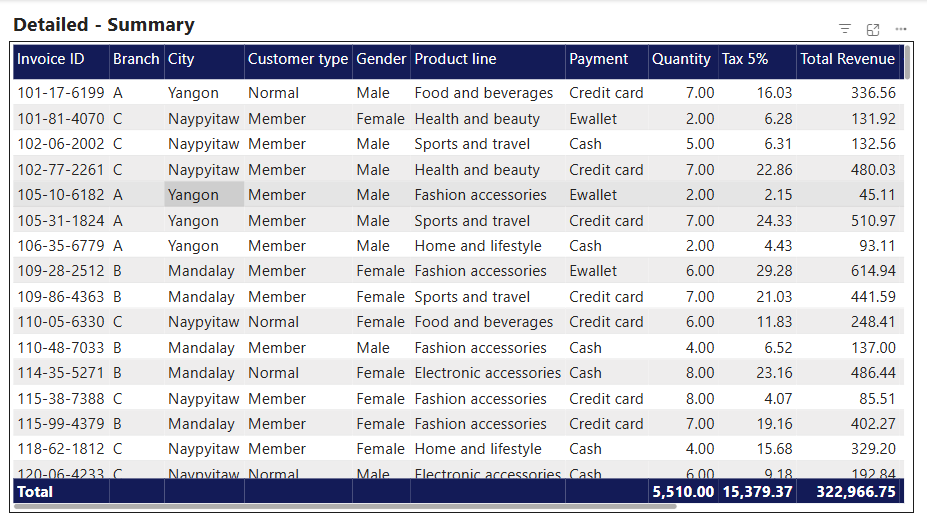 Detailed - Summary
Invoice ID Branch City Customer type Gender Product line Payment Quantity Tax 5% Total Revenue
101-17-6199 A Yangon Normal Male Food and beverages Credit card 7.00 16.03 336.56
101-81-4070 C Naypyitaw Member Female Health and beauty Ewallet 2.00 6.28 131.92
102-06-2002 C Naypyitaw Member Male Sports and travel Cash 5.00 6.31 132.56
102-77-2261 C Naypyitaw Member Male Health and beauty Credit card 7.00 22.86 480.03
105-10-6182 A Yangon Member Male Fashion accessories Ewallet 2.00 2.15 45.11
105-31-1824 A Yangon Member Male Sports and travel Credit card 7.00 24.33 510.97
106-35-6779 A Yangon Member Male Home and lifestyle Cash 2.00 4.43 93.11
109-28-2512 B Mandalay Member Female Fashion accessories Ewallet 6.00 29.28 614.94
109-86-4363 B Mandalay Member Female Sports and travel Credit card 7.00 21.03 441.59
110-05-6330 C Naypyitaw Normal Female Food and beverages Credit card 6.00 11.83 248.41
110-48-7033 B Mandalay Member Male Fashion accessories Cash 4.00 6.52 137.00
114-35-5271 B Mandalay Normal Female Electronic accessories Cash 8.00 23.16 486.44
115-38-7388 C Naypyitaw Member Female Fashion accessories Credit card 8.00 4.07 85.51
115-99-4379 B Mandalay Member Female Fashion accessories Credit card 7.00 19.16 402.27
118-62-1812 C Naypyitaw Member Female Home and lifestyle Cash 4.00 15.68 329.20
120-06-4233 C Naypyitaw Normal Male Electronic accessories Cash 6.00 9.18 192.84
Total 5,510.00 15,379.37 322,966.75